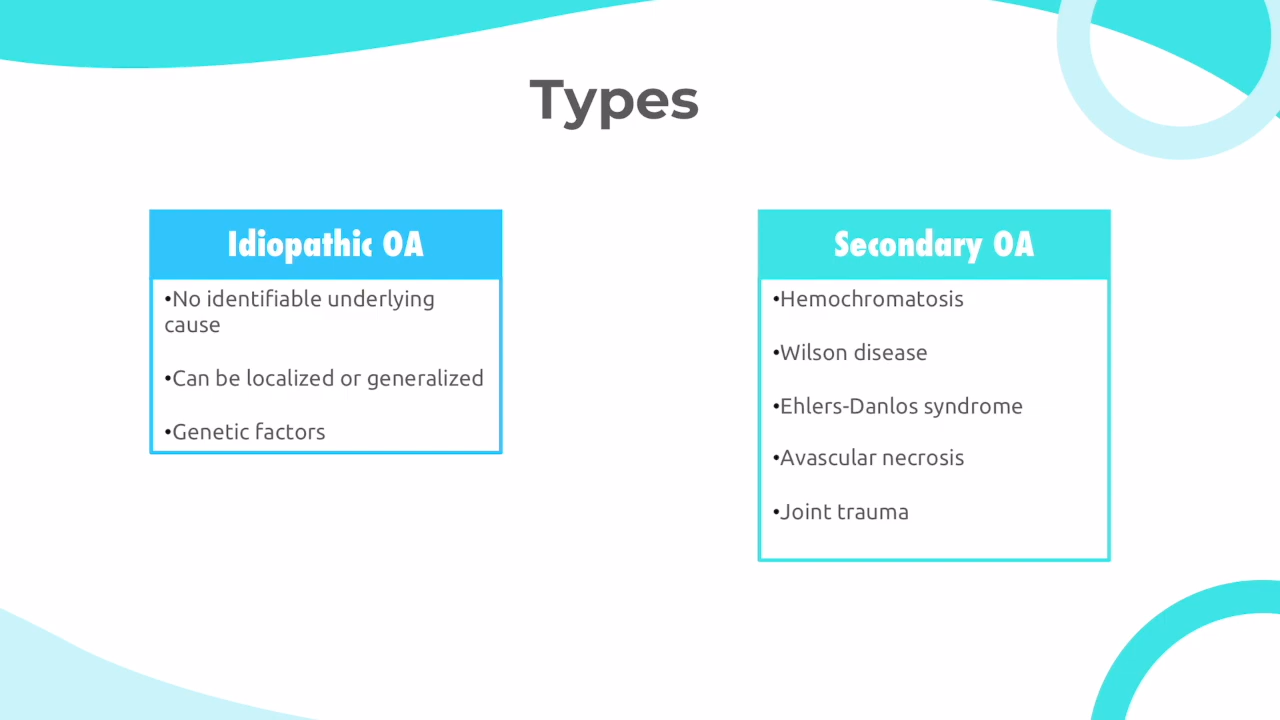 Types
Idiopathic OA
•No identifiable underlying
cause
•Can be localized or generalized
•Genetic factors
Secondary OA
•Hemochromatosis
•Wilson disease
•Ehlers-Danlos syndrome
•Avascular necrosis
•Joint trauma